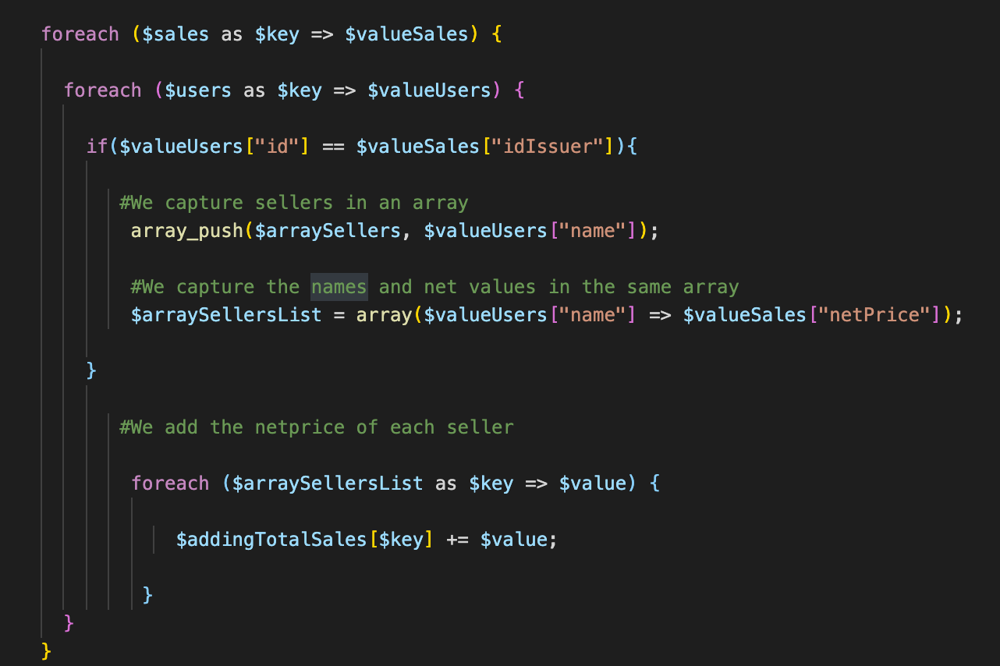 foreach ($sales as $key => $valueSales) {
foreach ($users as $key => $valueUsers) {
if($valueUsers["id"] == $valueSales["idIssuer"]){
#We capture sellers in an array
array_push($arraySellers, $valueUsers["name"]);
#We capture the names and net values in the same array
$arraySellersList = array($valueUsers["name"] => $valueSales["netPrice"]);
}
#We add the netprice of each seller
foreach ($arraySellersList as $key => $value) {
$addingTotalSales[$key] += $value;
}
}
}